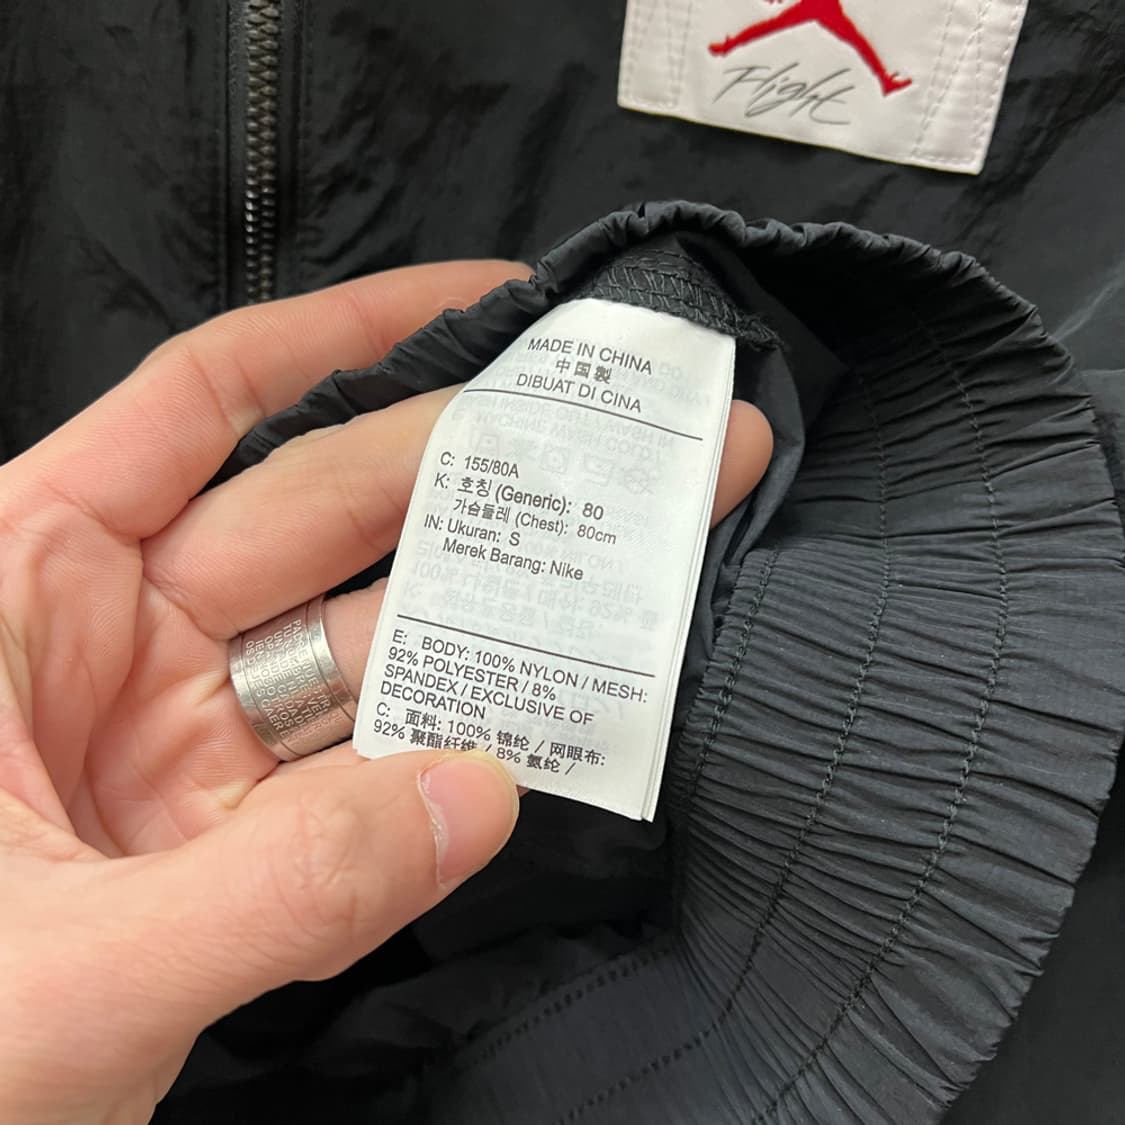 Flight
MADE IN CHINA
中国製
DIBUAT DI CINA
C: 155/80A
K: 호칭 (Generic): 80
가슴둘레 (Chest): 80cm
IN: Ukuran: S
Merek Barang: Nike
E: BODY: 100% NYLON / MESH:
92% POLYESTER / 8%
SPANDEX / EXCLUSIVE OF
DECORATION
C: 面料: 100% 锦纶 / 网眼布:
92% 聚酯纤维 / 8% 氨纶 /